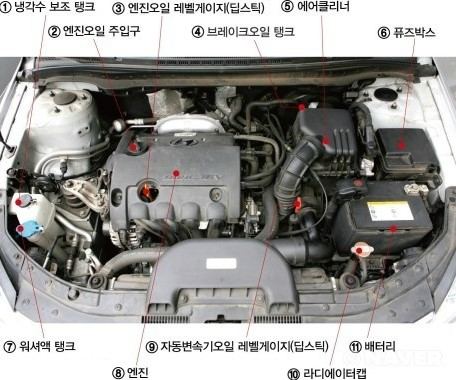 ① 냉각수 보조 탱크
③ 엔진오일 레벨게이지(딥스틱)
⑤ 에어클리너
② 엔진오일 주입구
④ 브레이크오일 탱크
⑥ 퓨즈박스
⑦ 워셔액 탱크
⑨ 자동변속기오일 레벨게이지(딥스틱)
⑪ 배터리
⑧ 엔진
⑩ 라디에이터캡
NAVER